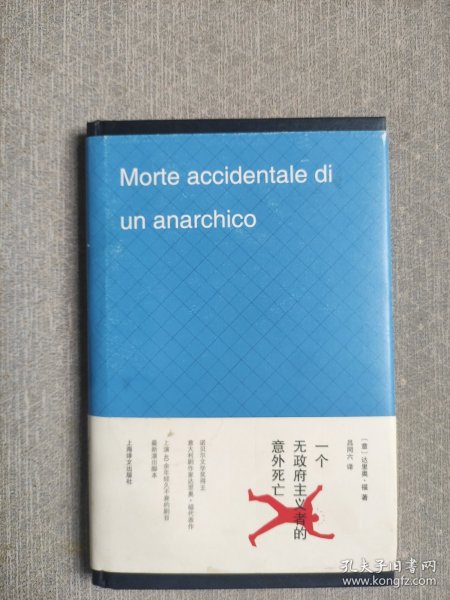 Morte accidentale di
un anarchico
一个
无政府主义者的
意外死亡
〔意〕达里奥·福 著
吕同六 译
诺贝尔文学奖得主
意大利剧作家达里奥·福代表作
上演40余年经久不衰的剧目
最新演出脚本
上海译文出版社
孔夫子旧书网
www.kongfz.com